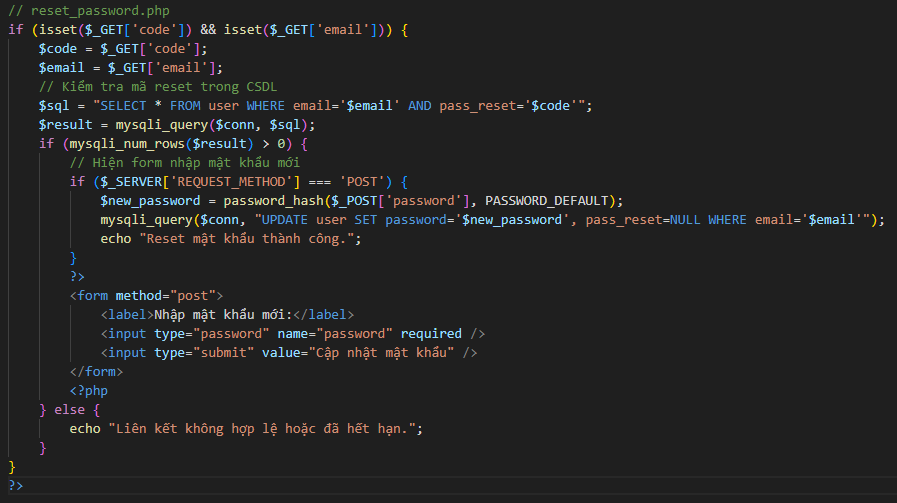 // reset_password.php
if (isset($_GET['code']) && isset($_GET['email'])) {
    $code = $_GET['code'];
    $email = $_GET['email'];
    // Kiểm tra mã reset trong CSDL
    $sql = "SELECT * FROM user WHERE email='$email' AND pass_reset='$code'";
    $result = mysqli_query($conn, $sql);
    if (mysqli_num_rows($result) > 0) {
        // Hiện form nhập mật khẩu mới
        if ($_SERVER['REQUEST_METHOD'] === 'POST') {
            $new_password = password_hash($_POST['password'], PASSWORD_DEFAULT);
            mysqli_query($conn, "UPDATE user SET password='$new_password', pass_reset=NULL WHERE email='$email'");
            echo "Reset mật khẩu thành công.";
        }
        ?>
        <form method="post">
            <label>Nhập mật khẩu mới:</label>
            <input type="password" name="password" required />
            <input type="submit" value="Cập nhật mật khẩu" />
        </form>
        <?php
    } else {
        echo "Liên kết không hợp lệ hoặc đã hết hạn.";
    }
}
?>